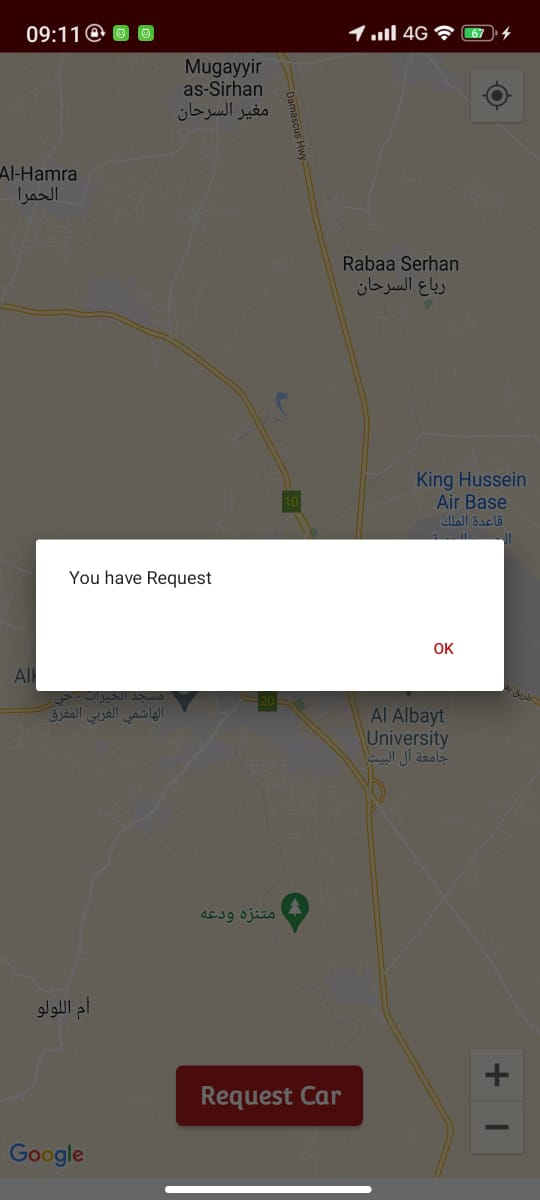 09:11
4G
67
Mugayyir
as-Sirhan
مغير السرحان
Damascus Hwy
Al-Hamra
الحمرا
Rabaa Serhan
رباع السرحان
10
King Hussein
Air Base
قاعدة الملك
You have Request
OK
مسجد الخيرات - حي
الهاشمي الغربي المفرق
20
Al Albayt
University
جامعة آل البيت
متنزه ودعه
أم اللولو
Request Car
Google